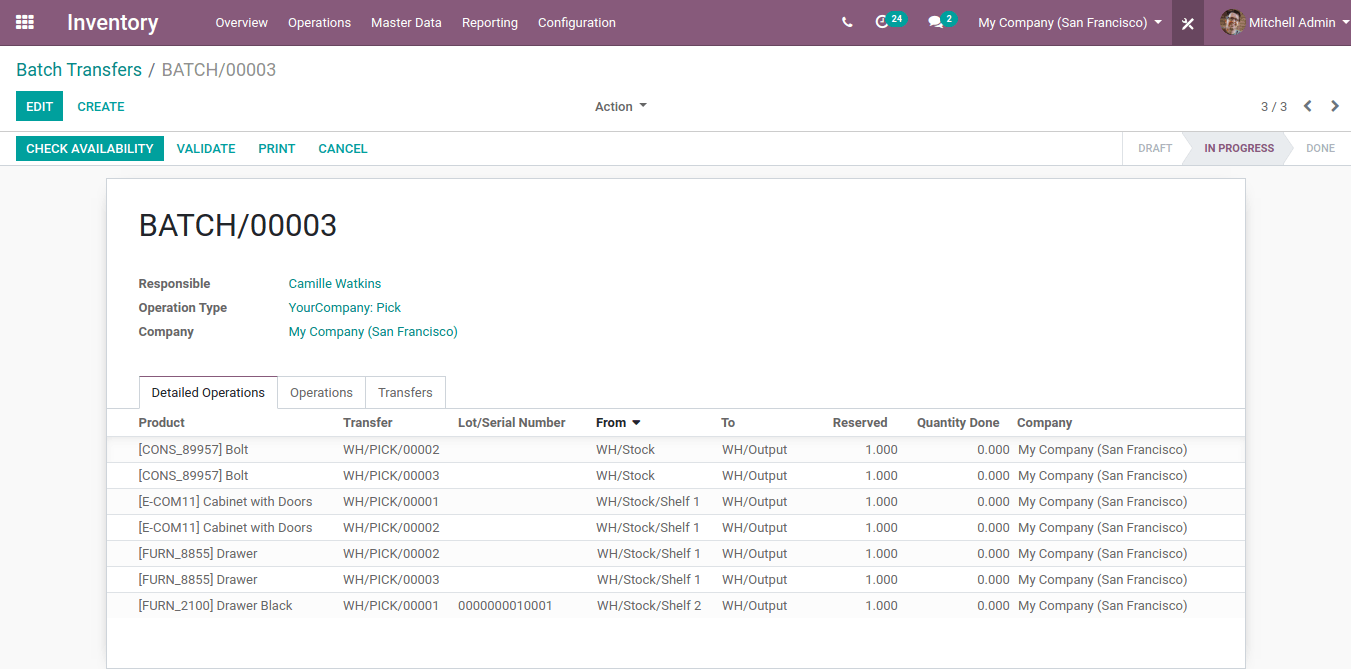 Inventory Overview Operations Master Data Reporting Configuration 24 2 My Company (San Francisco) Mitchell Admin
Batch Transfers / BATCH/00003
EDIT CREATE Action 3 / 3
CHECK AVAILABILITY VALIDATE PRINT CANCEL DRAFT IN PROGRESS DONE
BATCH/00003
Responsible Camille Watkins
Operation Type YourCompany: Pick
Company My Company (San Francisco)
Detailed Operations Operations Transfers
Product Transfer Lot/Serial Number From To Reserved Quantity Done Company
[CONS_89957] Bolt WH/PICK/00002 WH/Stock WH/Output 1.000 0.000 My Company (San Francisco)
[CONS_89957] Bolt WH/PICK/00003 WH/Stock WH/Output 1.000 0.000 My Company (San Francisco)
[E-COM11] Cabinet with Doors WH/PICK/00001 WH/Stock/Shelf 1 WH/Output 1.000 0.000 My Company (San Francisco)
[E-COM11] Cabinet with Doors WH/PICK/00002 WH/Stock/Shelf 1 WH/Output 1.000 0.000 My Company (San Francisco)
[FURN_8855] Drawer WH/PICK/00002 WH/Stock/Shelf 1 WH/Output 1.000 0.000 My Company (San Francisco)
[FURN_8855] Drawer WH/PICK/00003 WH/Stock/Shelf 1 WH/Output 1.000 0.000 My Company (San Francisco)
[FURN_2100] Drawer Black WH/PICK/00001 0000000010001 WH/Stock/Shelf 2 WH/Output 1.000 0.000 My Company (San Francisco)